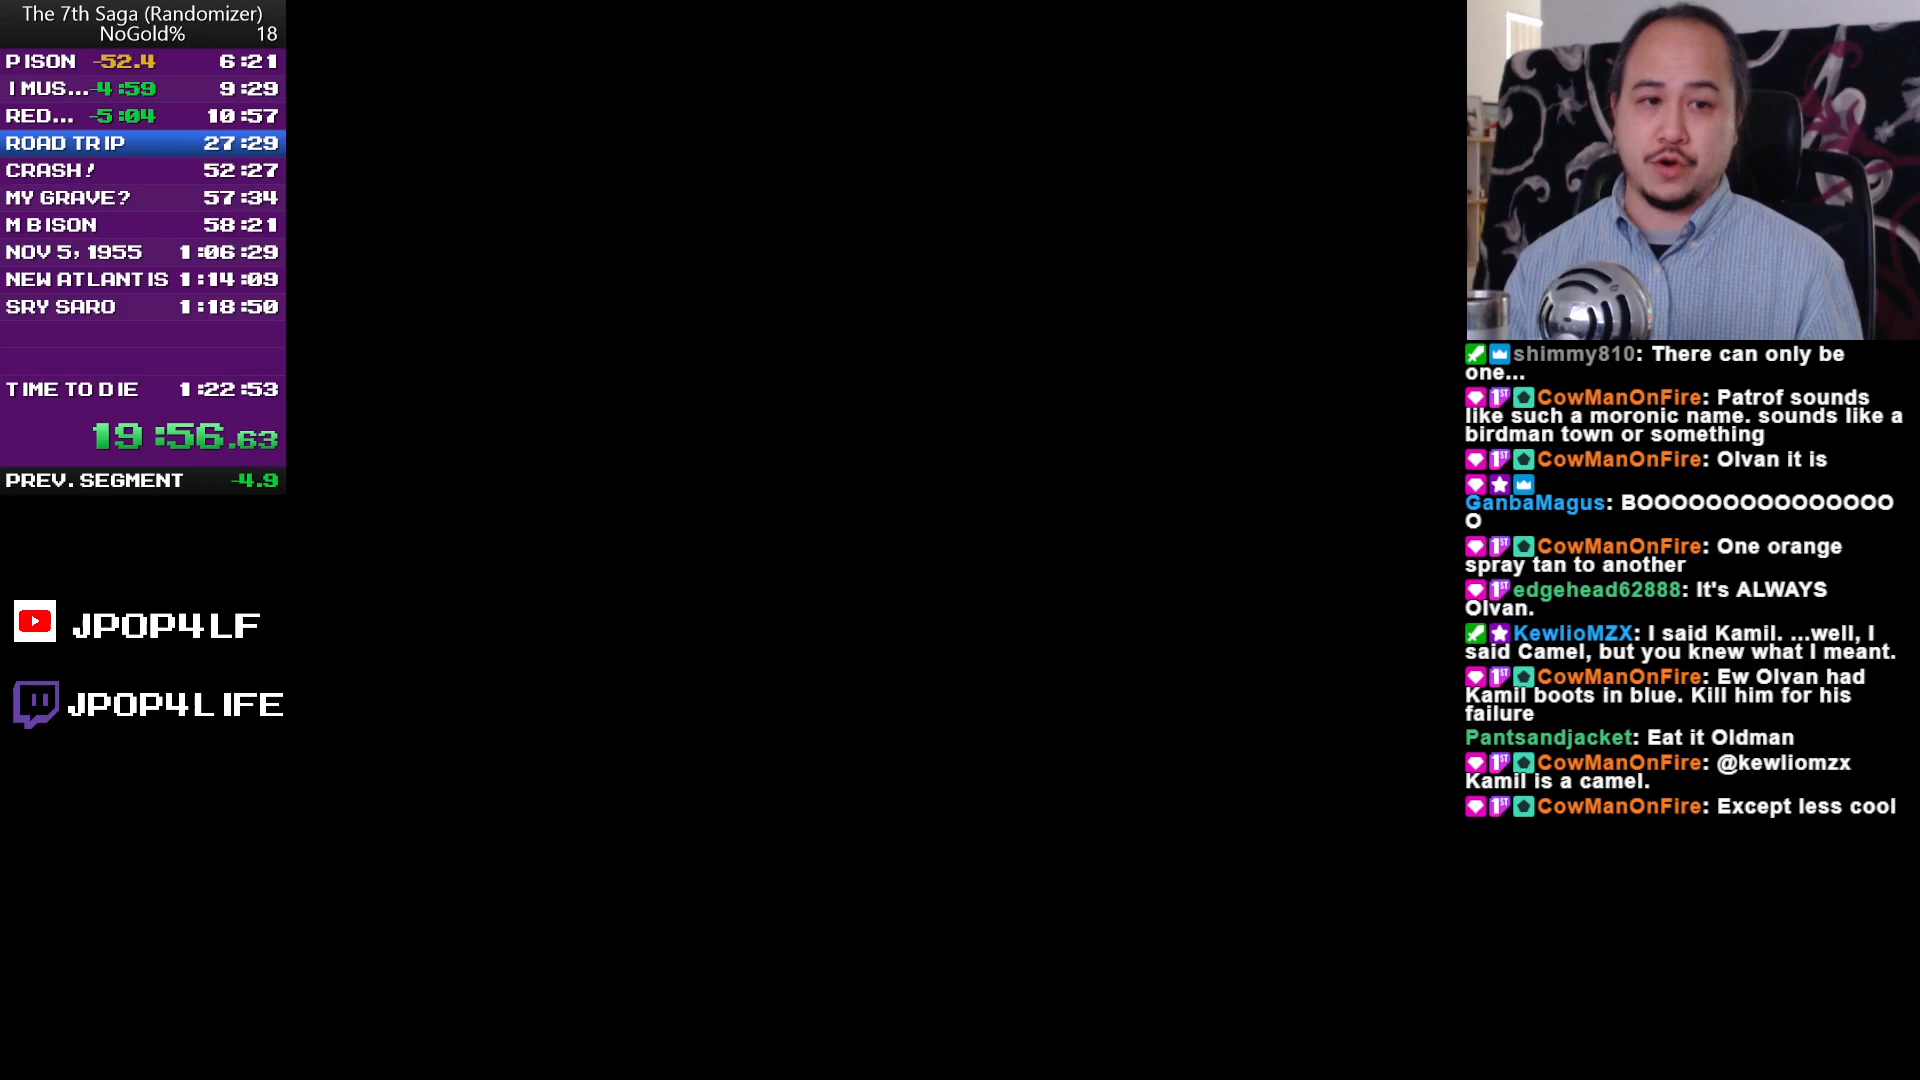 The 7th Saga (Randomizer)
NoGold% 18
PISON -52.4 6:21
I MUS... -4:59 9:29
RED... -5:04 10:57
ROAD TRIP 27:29
CRASH! 52:27
MY GRAVE? 57:34
M BISON 58:21
NOV 5, 1955 1:06:29
NEW ATLANTIS 1:14:09
SRY SARO 1:18:50
TIME TO DIE 1:22:53
19:56.63
PREV. SEGMENT -4.9
JPOP4LF
JPOP4LIFE
shimmy810: There can only be
one...
1ST CowManOnFire: Patrof sounds
like such a moronic name. sounds like a
birdman town or something
1ST CowManOnFire: Olvan it is
GanbaMagus: BOOOOOOOOOOOOOOO
O
1ST CowManOnFire: One orange
spray tan to another
1ST edgehead62888: It's ALWAYS
Olvan.
KewlioMZX: I said Kamil. ...well, I
said Camel, but you knew what I meant.
1ST CowManOnFire: Ew Olvan had
Kamil boots in blue. Kill him for his
failure
Pantsandjacket: Eat it Oldman
1ST CowManOnFire: @kewliomzx
Kamil is a camel.
1ST CowManOnFire: Except less cool